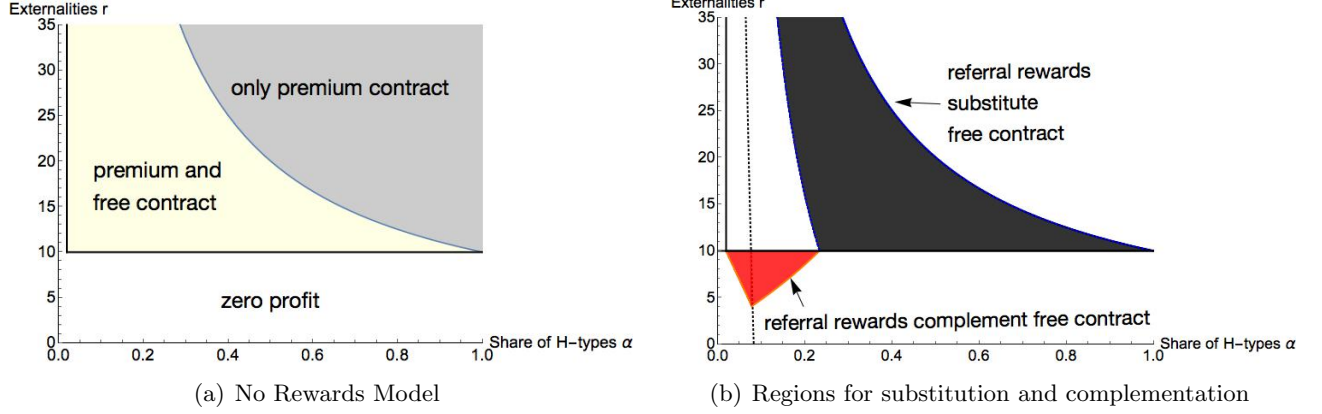 Externalities r
35
30
25
20
15
10
5
0
0.0
0.2
0.4
0.6
0.8
1.0
Share of H-types α
only premium contract
premium and
free contract
zero profit
(a) No Rewards Model
Externalities r
35
30
25
20
15
10
5
0
0.0
0.2
0.4
0.6
0.8
1.0
Share of H-types α
referral rewards
substitute
free contract
referral rewards complement free contract
(b) Regions for substitution and complementation